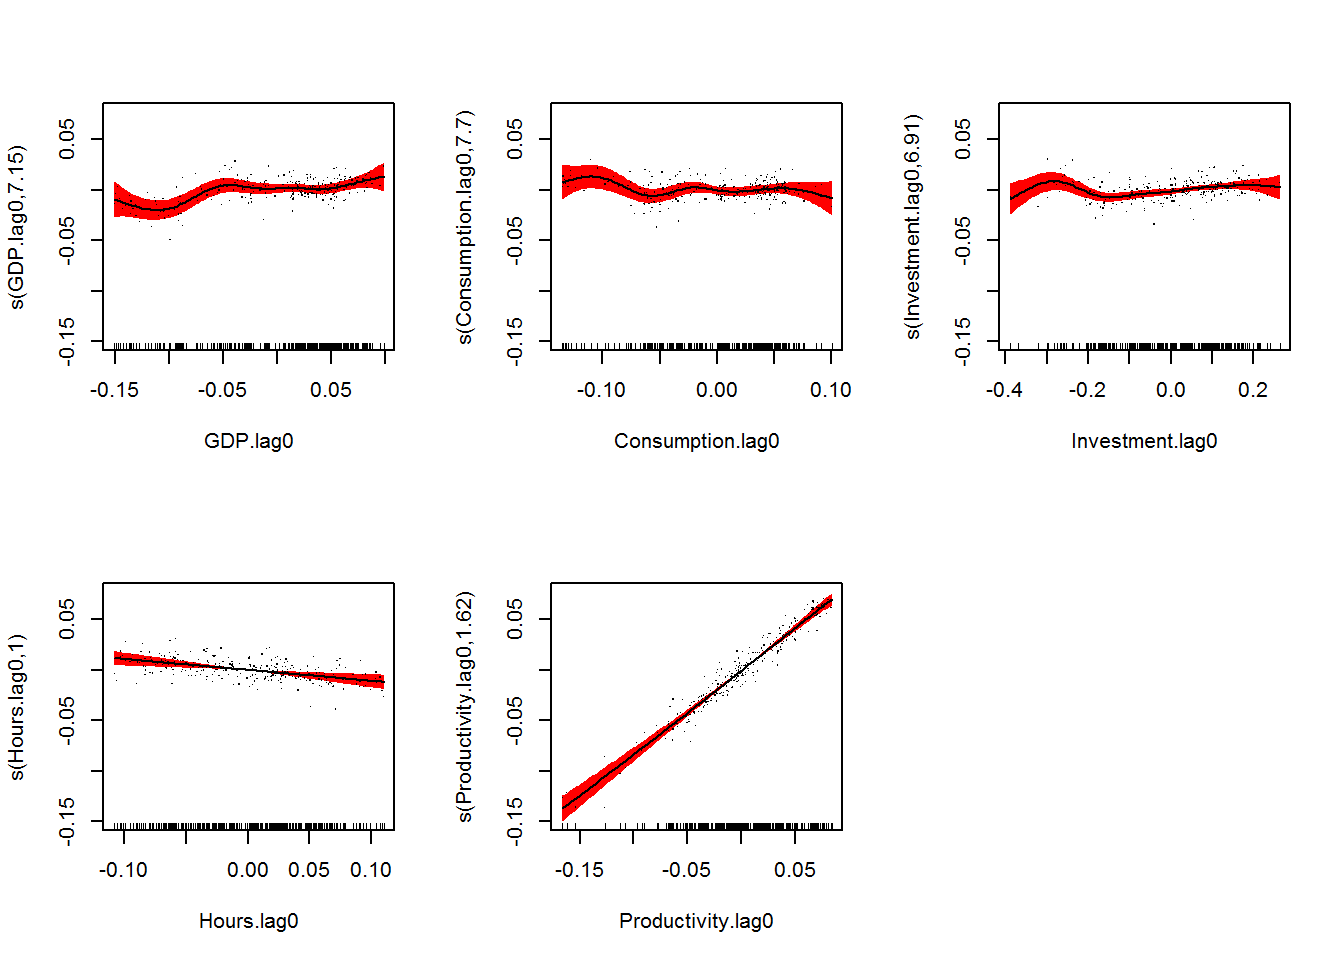 s(GDP.lag0,7.15)
0.05
-0.05
-0.15
-0.15 -0.05 0.05
GDP.lag0
s(Consumption.lag0,7.7)
0.05
-0.05
-0.15
-0.10 -0.05 0.00 0.10
Consumption.lag0
s(Investment.lag0,6.91)
0.05
-0.05
-0.15
-0.4 -0.2 0.0 0.2
Investment.lag0
s(Hours.lag0,1)
0.05
-0.05
-0.15
-0.10 0.00 0.05 0.10
Hours.lag0
s(Productivity.lag0,1.62)
0.05
-0.05
-0.15
-0.15 -0.05 0.05
Productivity.lag0